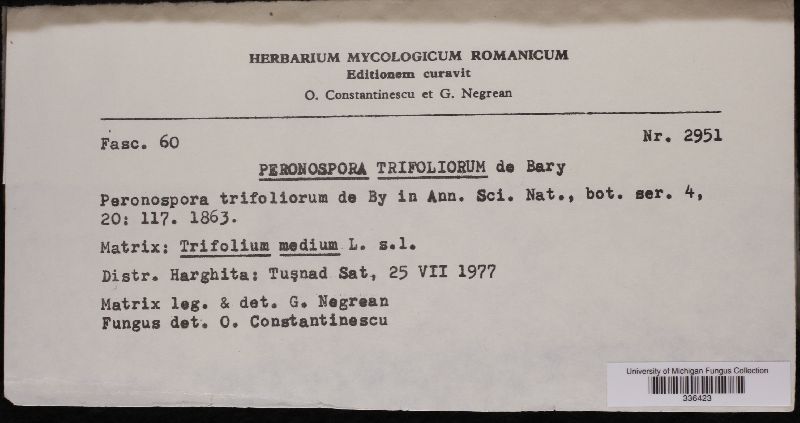 HERBARIUM MYCOLOGICUM ROMANICUM
Editionem curavit
O. Constantinescu et G. Negrean
Fasc. 60
Nr. 2951
PERONOSPORA TRIFOLIORUM de Bary
Peronospora trifoliorum de By in Ann. Sci. Nat., bot. ser. 4,
20: 117. 1863.
Matrix: Trifolium medium L. s.l.
Distr. Harghita: Tuşnad Sat, 25 VII 1977
Matrix leg. & det. G. Negrean
Fungus det. O. Constantinescu
University of Michigan Fungus Collection
336423